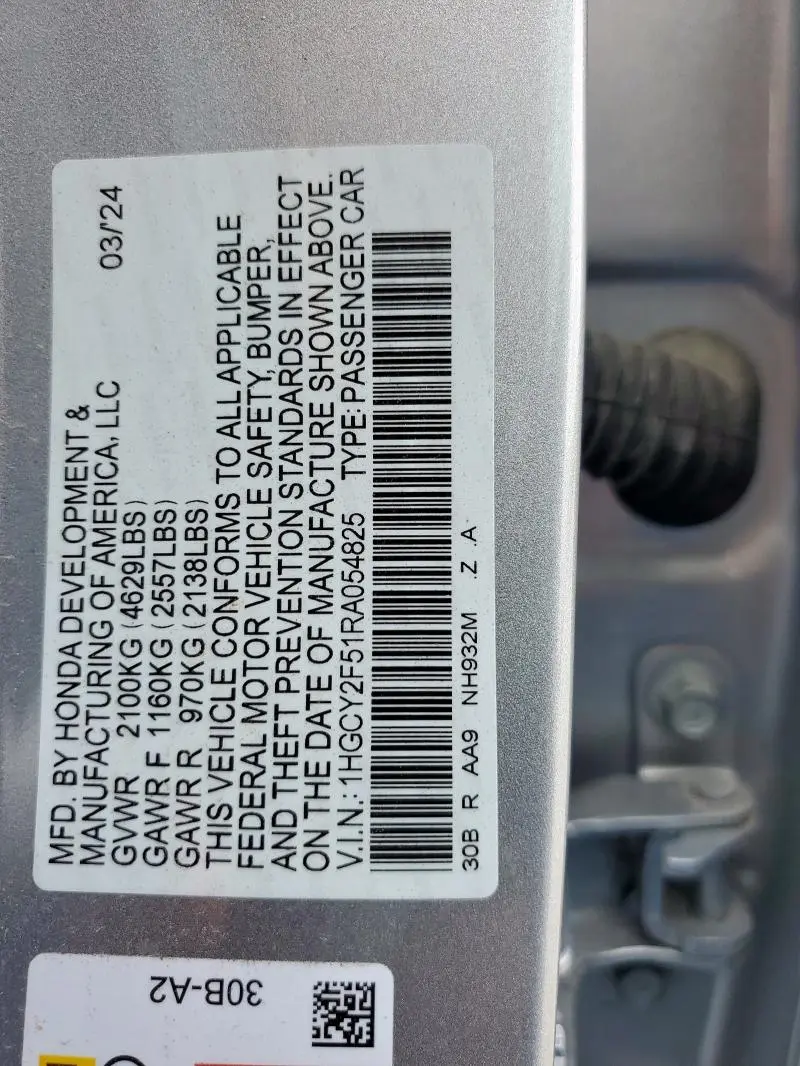 MFD. BY HONDA DEVELOPMENT &
MANUFACTURING OF AMERICA, LLC 03/'24
GVWR 2100KG (4629LBS)
GAWR F 1160KG (2557LBS)
GAWR R 970KG (2138LBS)
THIS VEHICLE CONFORMS TO ALL APPLICABLE
FEDERAL MOTOR VEHICLE SAFETY, BUMPER,
AND THEFT PREVENTION STANDARDS IN EFFECT
ON THE DATE OF MANUFACTURE SHOWN ABOVE.
V.I.N.: 1HGCY2F51RA054825 TYPE: PASSENGER CAR
30B R AA9 NH932M .Z .A
30B-A2